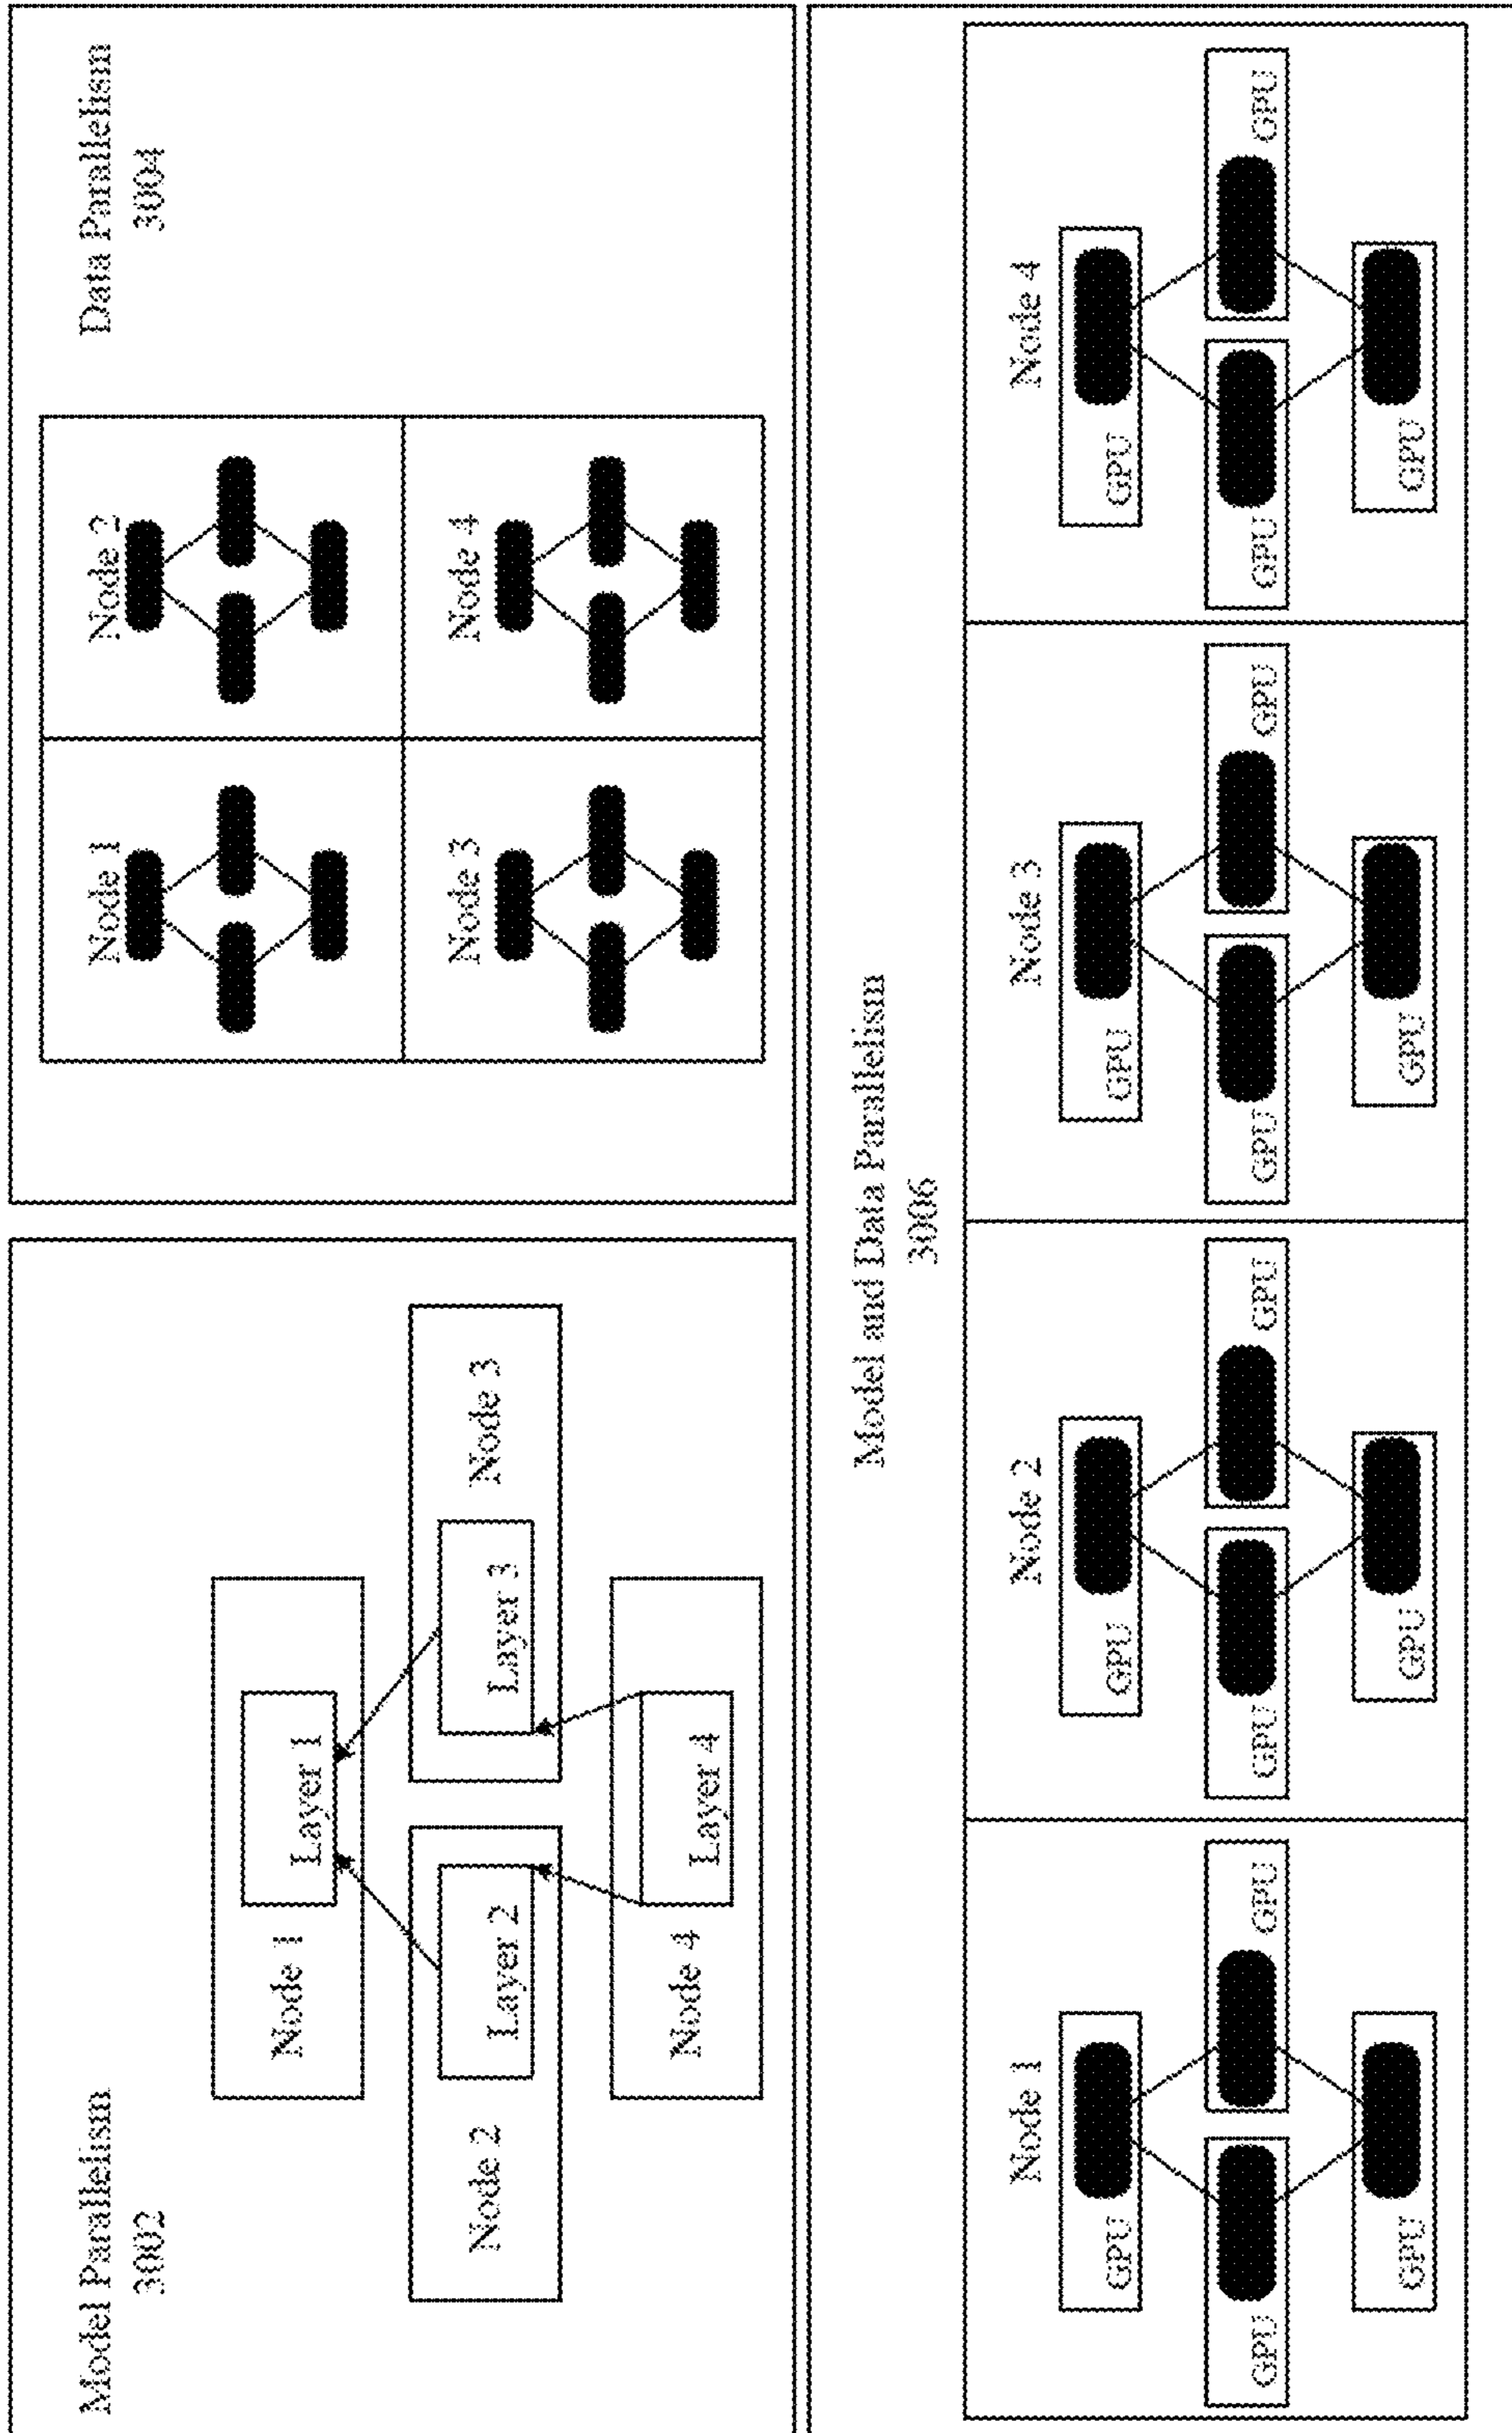 Model Parallelism
3002
Node 1
Layer 1
Node 2
Layer 2
Layer 3
Node 3
Node 4
Layer 4
Data Parallelism
3004
Node 1
Node 2
Node 3
Node 4
Model and Data Parallelism
3006
Node 1
GPU
GPU
GPU
GPU
Node 2
GPU
GPU
GPU
GPU
Node 3
GPU
GPU
GPU
GPU
Node 4
GPU
GPU
GPU
GPU